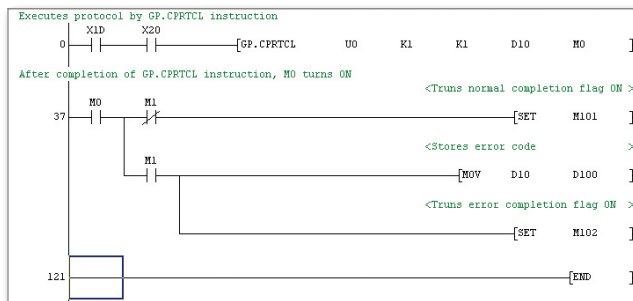 Executes protocol by GP.CPRTCL instruction
X1D X20
0 [GP.CPRTCL U0 K1 K1 D10 M0 ]
After completion of GP.CPRTCL instruction, M0 turns ON
<Truns normal completion flag ON >
M0 M1
37 [SET M101 ]
<Stores error code >
M1
[MOV D10 D100 ]
<Truns error completion flag ON >
[SET M102 ]
121 [END ]